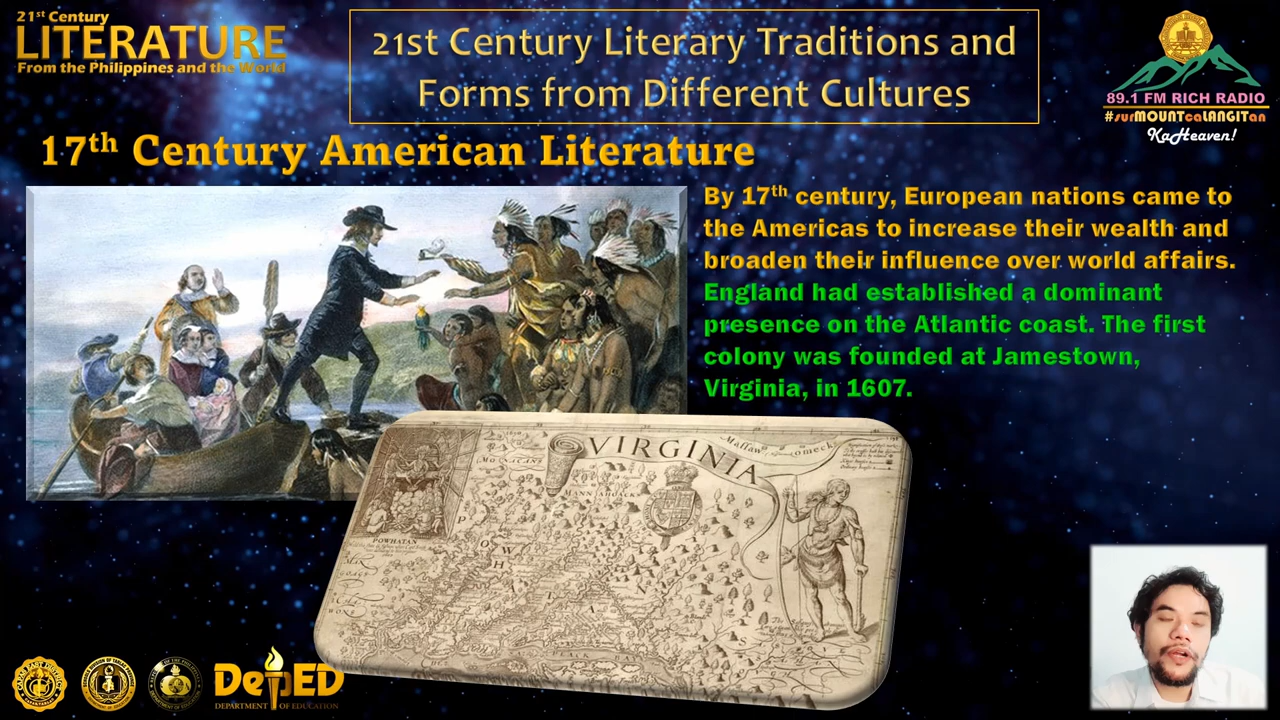 21st Century
LITERATURE
From the Philippines and the World
21st Century Literary Traditions and
Forms from Different Cultures
89.1 FM RICH RADIO
#surMOUNTcaLANGITan
KaHeaven!
17th Century American Literature
By 17th century, European nations came to
the Americas to increase their wealth and
broaden their influence over world affairs.
England had established a dominant
presence on the Atlantic coast. The first
colony was founded at Jamestown,
Virginia, in 1607.
VIRGINIA
POWHATAN
DepED
DEPARTMENT OF EDUCATION